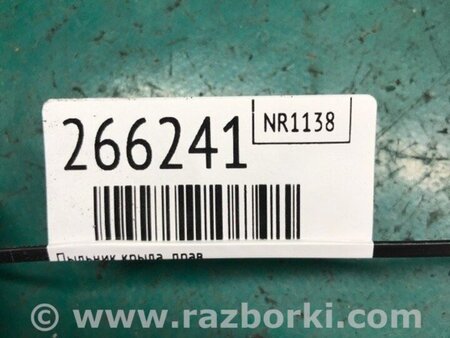 266241
NR1138
Пыльник крыла прав
© www.razborki.com